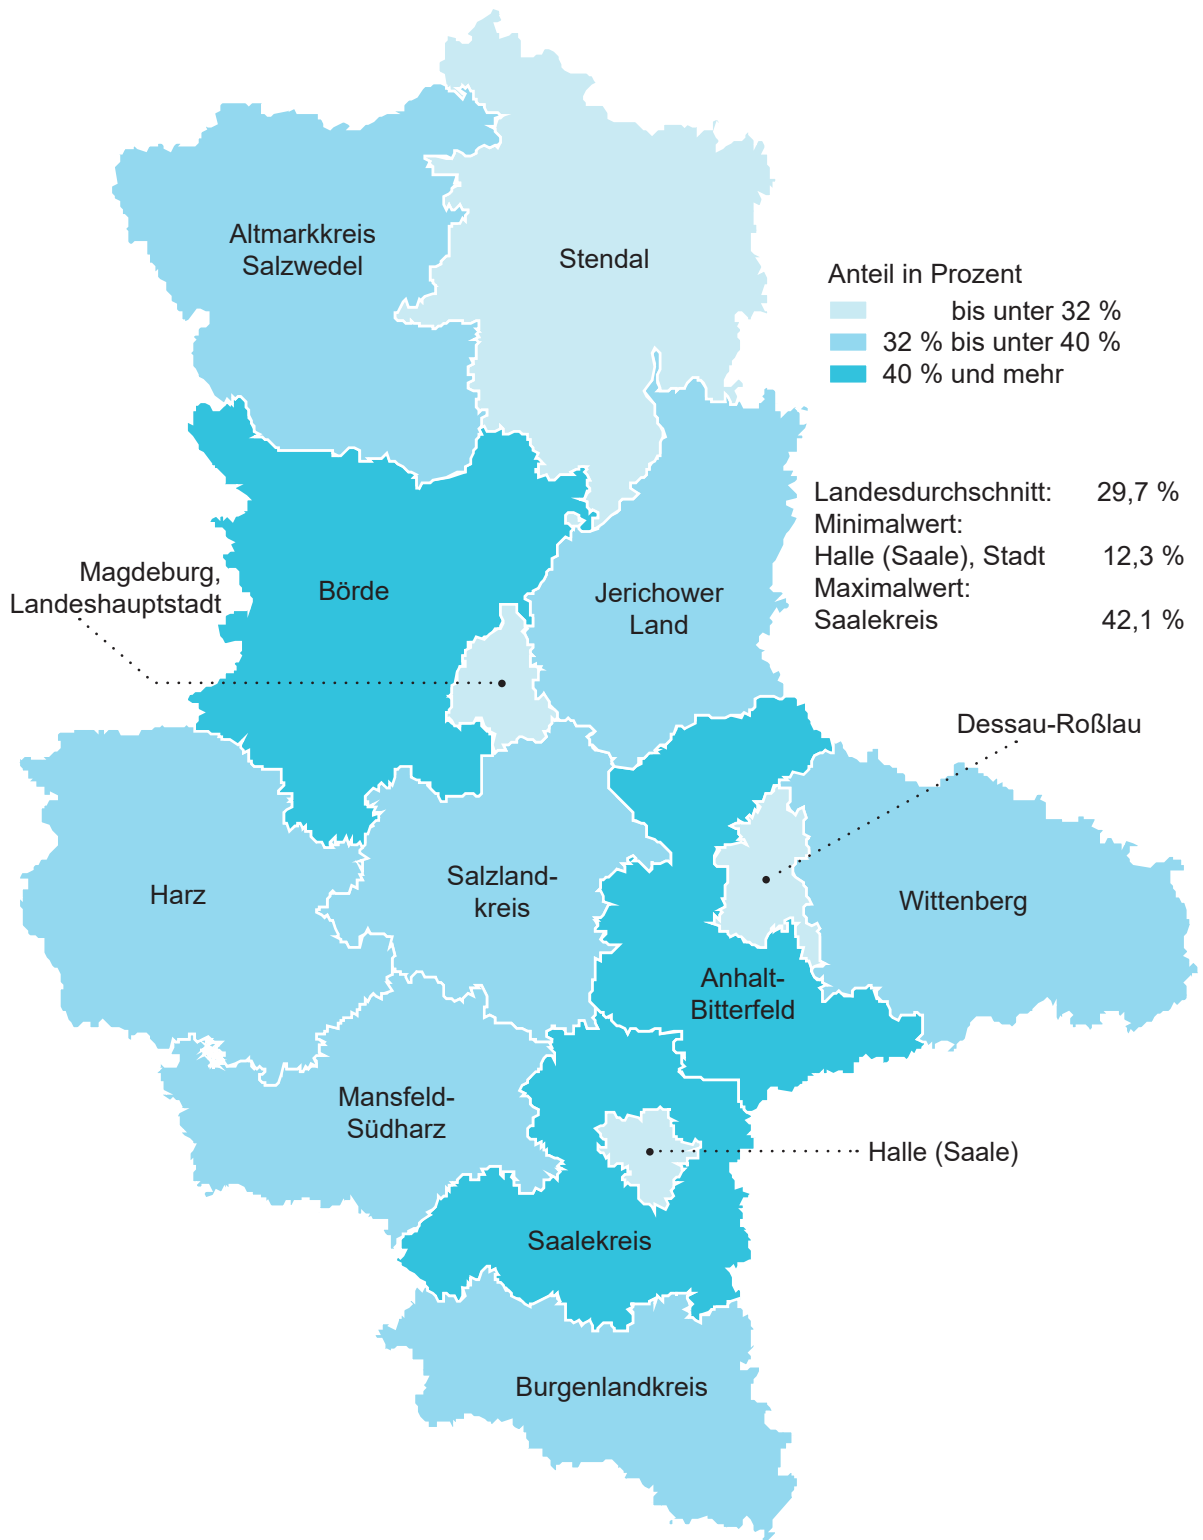 Altmarkkreis
Salzwedel
Stendal
Anteil in Prozent
bis unter 32 %
32 % bis unter 40 %
40 % und mehr
Landesdurchschnitt: 29,7 %
Minimalwert:
Halle (Saale), Stadt 12,3 %
Maximalwert:
Saalekreis 42,1 %
Magdeburg,
Landeshauptstadt
Börde
Jerichower
Land
Dessau-Roßlau
Harz
Salzland-
kreis
Wittenberg
Anhalt-
Bitterfeld
Mansfeld-
Südharz
Halle (Saale)
Saalekreis
Burgenlandkreis